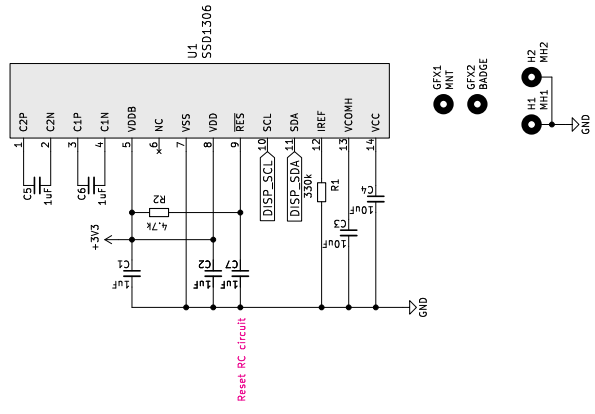 U1
SSD1306
C2P
C2N
C1P
C1N
VDDB
NC
VSS
VDD
RES
SCL
SDA
IREF
VCOMH
VCC
1
2
3
4
5
6
7
8
9
10
11
12
13
14
C5
1uF
C6
1uF
R2
4.7k
DISP_SCL
DISP_SDA
330k
R1
C4
10uF
C3
10uF
+3V3
C1
1uF
C2
1uF
C7
1uF
GND
Reset RC circuit
GFX1
MNT
GFX2
BADGE
H2
MH2
H1
MH1
GND